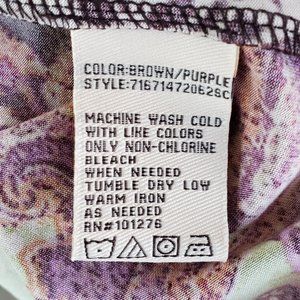 COLOR:BROWN/PURPLE
STYLE:71671472062SC
MACHINE WASH COLD
WITH LIKE COLORS
ONLY NON-CHLORINE
BLEACH
WHEN NEEDED
TUMBLE DRY LOW
WARM IRON
AS NEEDED
RN#101276